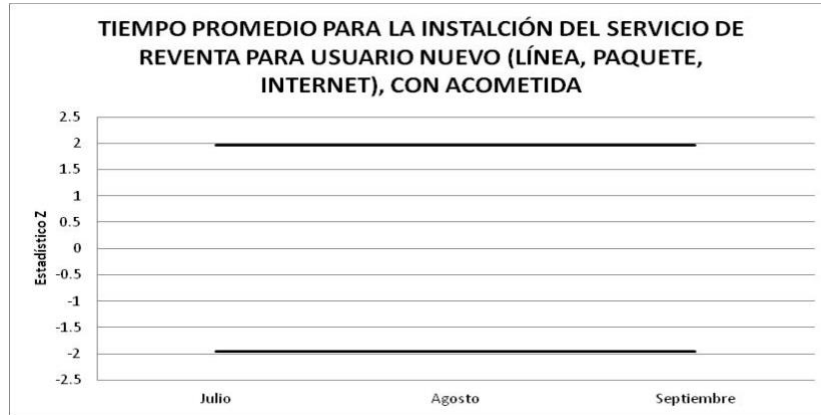 TIEMPO PROMEDIO PARA LA INSTALCIÓN DEL SERVICIO DE
REVENTA PARA USUARIO NUEVO (LÍNEA, PAQUETE,
INTERNET), CON ACOMETIDA
Estadístico Z
2.5
2
1.5
1
0.5
0
-0.5
-1
-1.5
-2
-2.5
Julio
Agosto
Septiembre